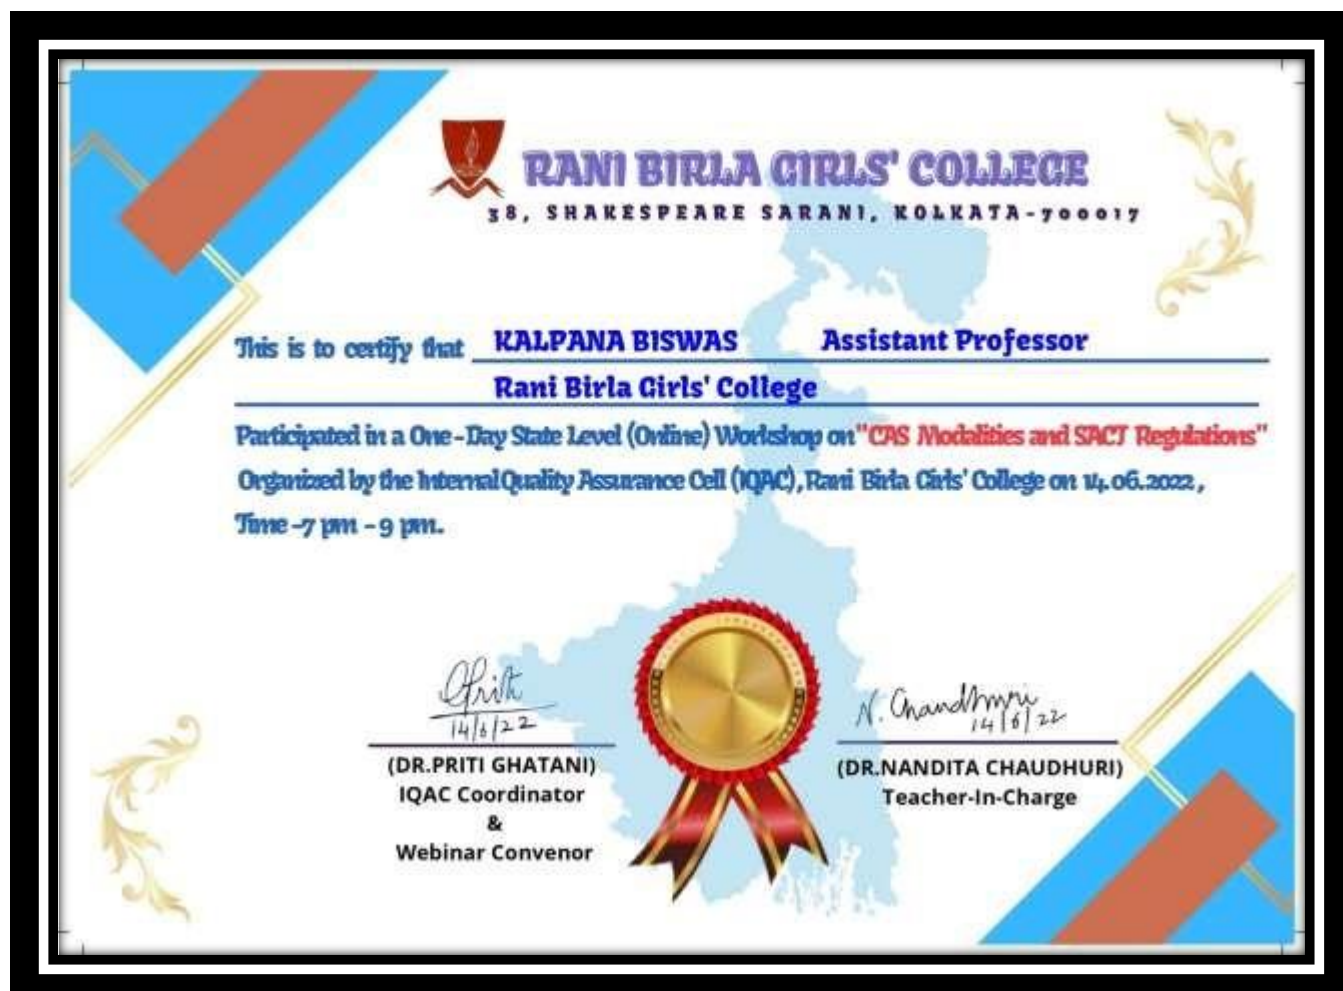 RANI BIRLA GIRLS' COLLEGE
38, SHAKESPEARE SARANI, KOLKATA-700017
This is to certify that KALPANA BISWAS Assistant Professor
Rani Birla Girls' College
Participated in a One-Day State Level (Online) Workshop on "CAS Modalities and SACT Regulations"
Organized by the Internal Quality Assurance Cell (IQAC), Rani Birla Girls' College on 14.06.2022,
Time -7 pm - 9 pm.
14/6/22
N. Chaudhuri
14/6/22
(DR.PRITI GHATANI)
IQAC Coordinator
&
Webinar Convenor
(DR.NANDITA CHAUDHURI)
Teacher-In-Charge